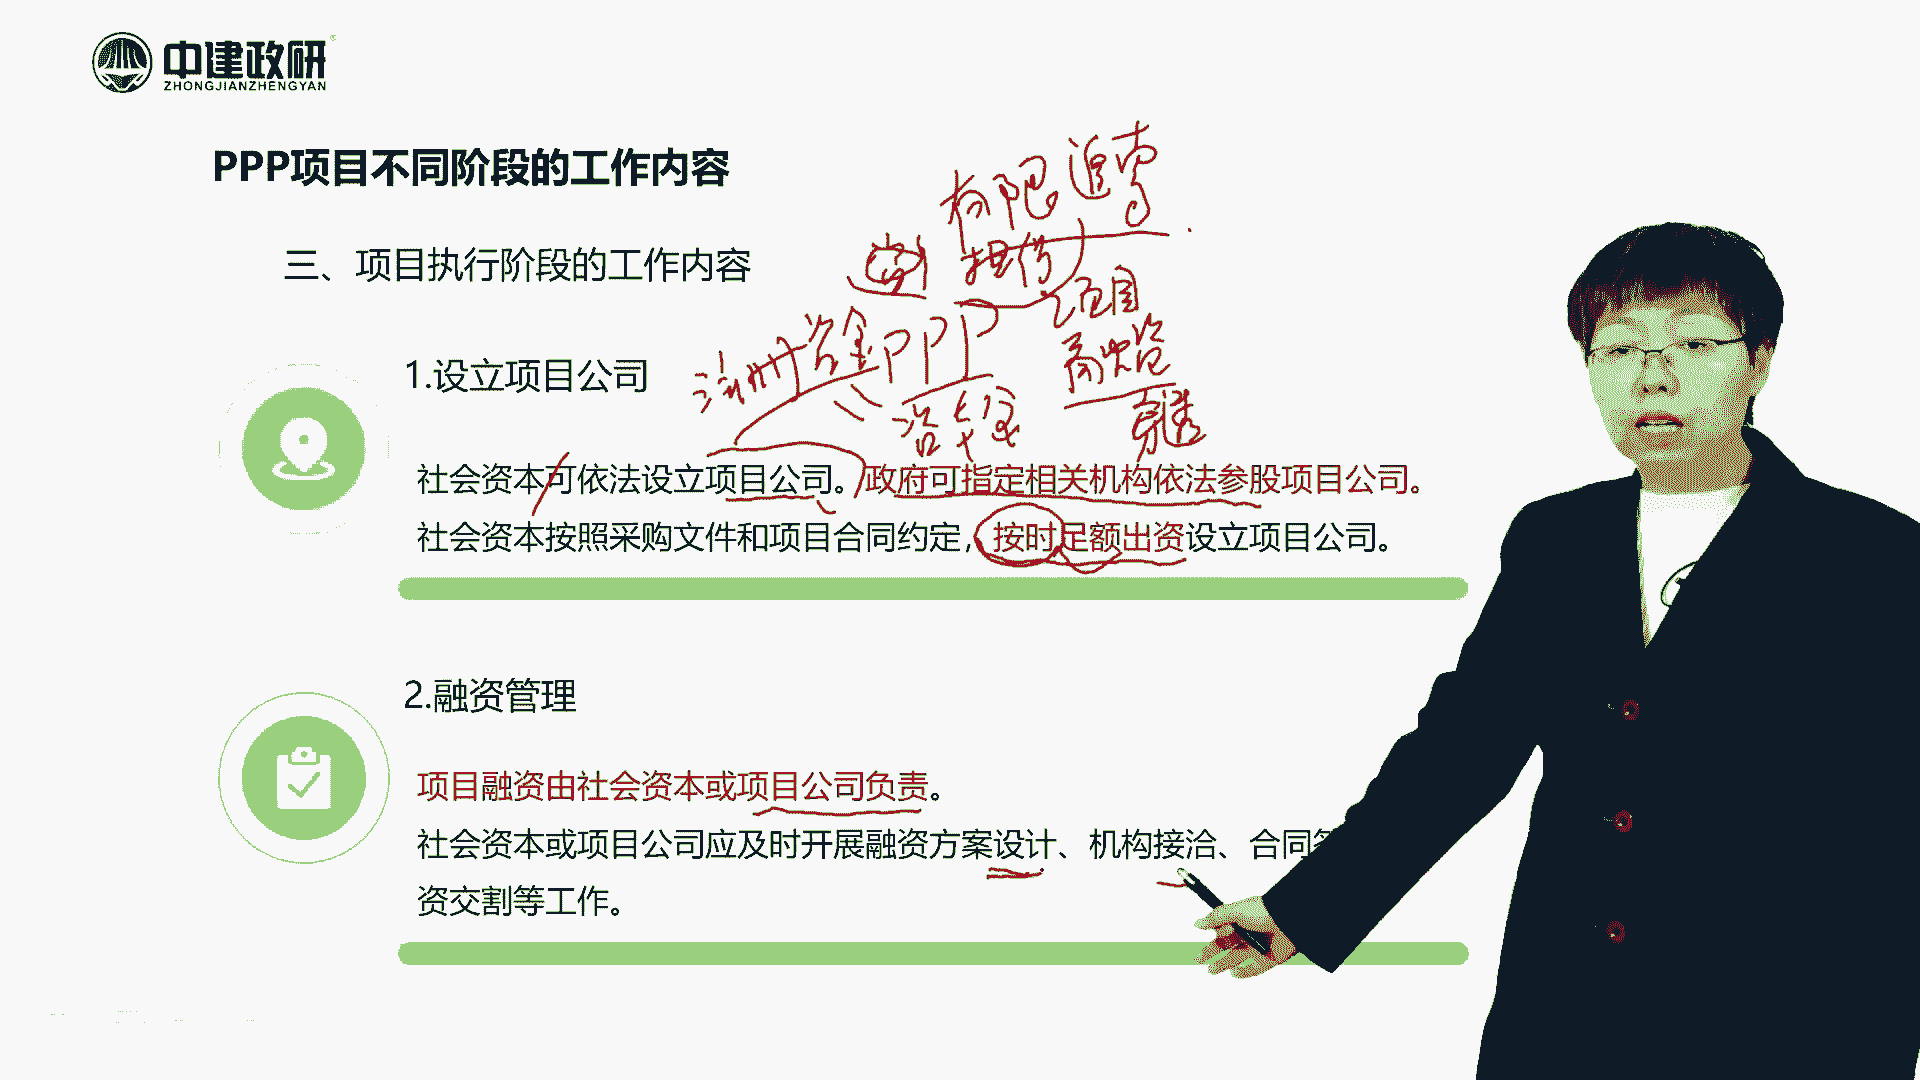 中建政研
ZHONGJIANZHENGYAN
PPP项目不同阶段的工作内容
有限追索
担保
三、项目执行阶段的工作内容
项目
注册资金 PPP
融资
1.设立项目公司
社会资本可依法设立项目公司。政府可指定相关机构依法参股项目公司。
社会资本按照采购文件和项目合同约定,按时足额出资设立项目公司。
2.融资管理
项目融资由社会资本或项目公司负责。
社会资本或项目公司应及时开展融资方案设计、机构接洽、合同
资交割等工作。